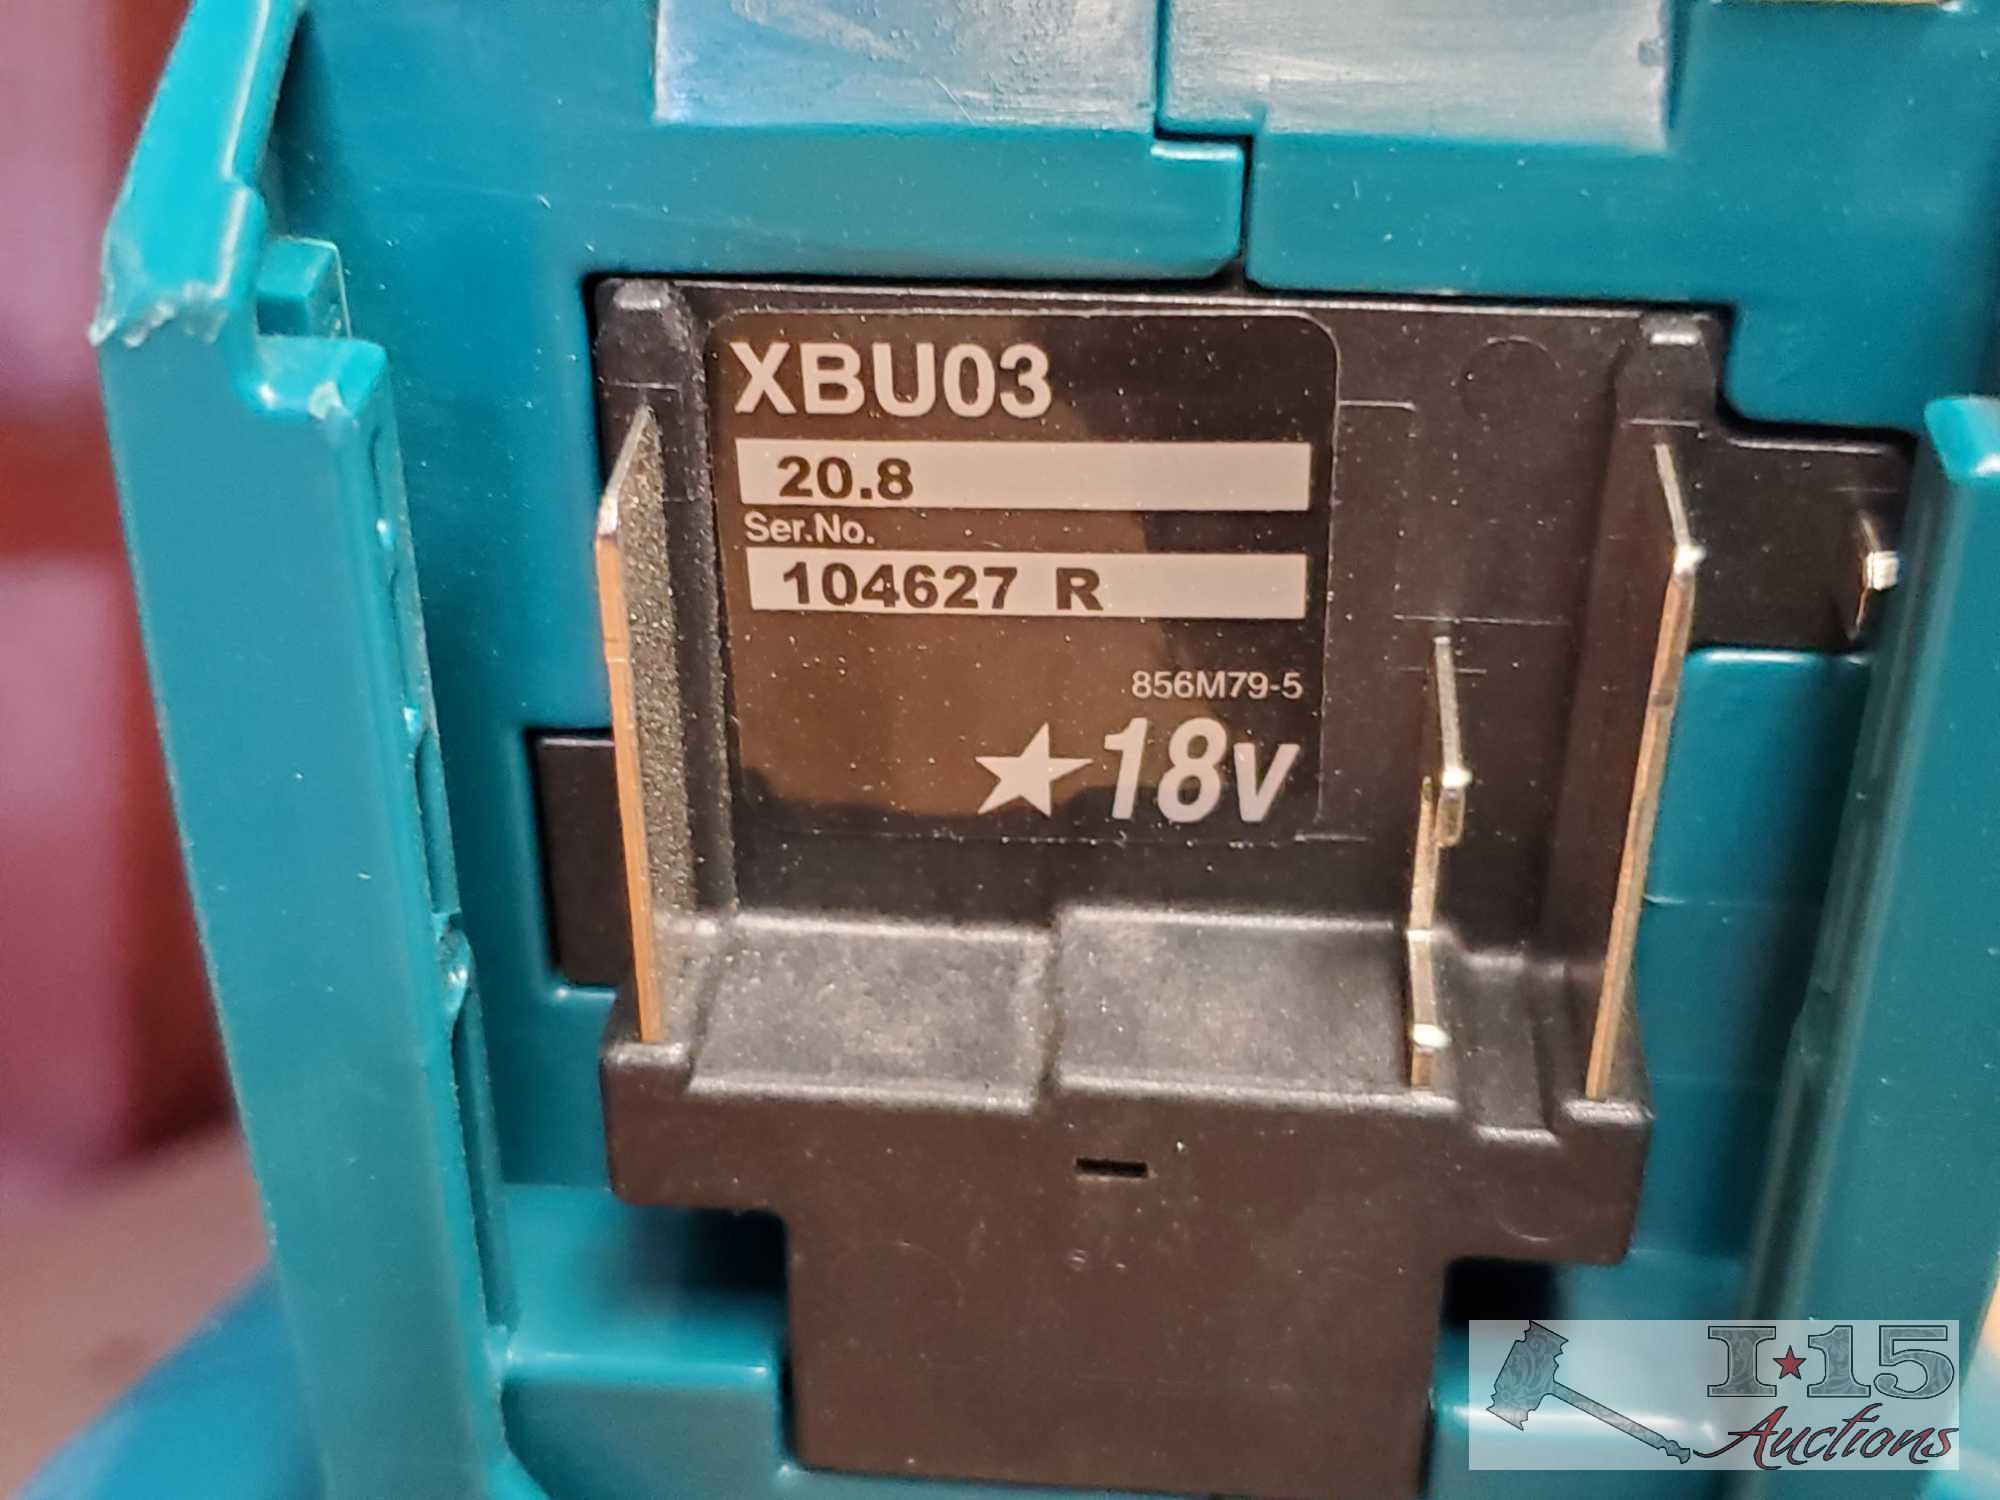 XBU03
20.8
Ser.No.
104627 R
856M79-5
★18V
I★15
Auctions